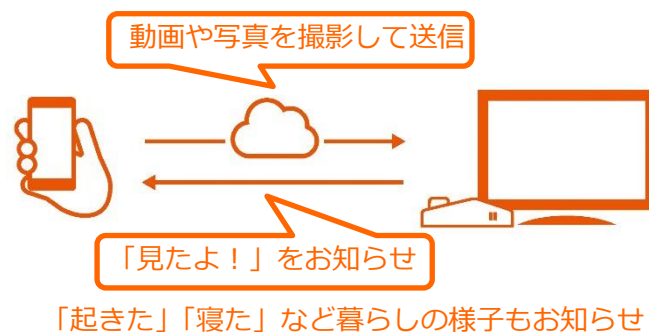 動画や写真を撮影して送信
「見たよ！」をお知らせ
「起きた」「寝た」など暮らしの様子もお知らせ